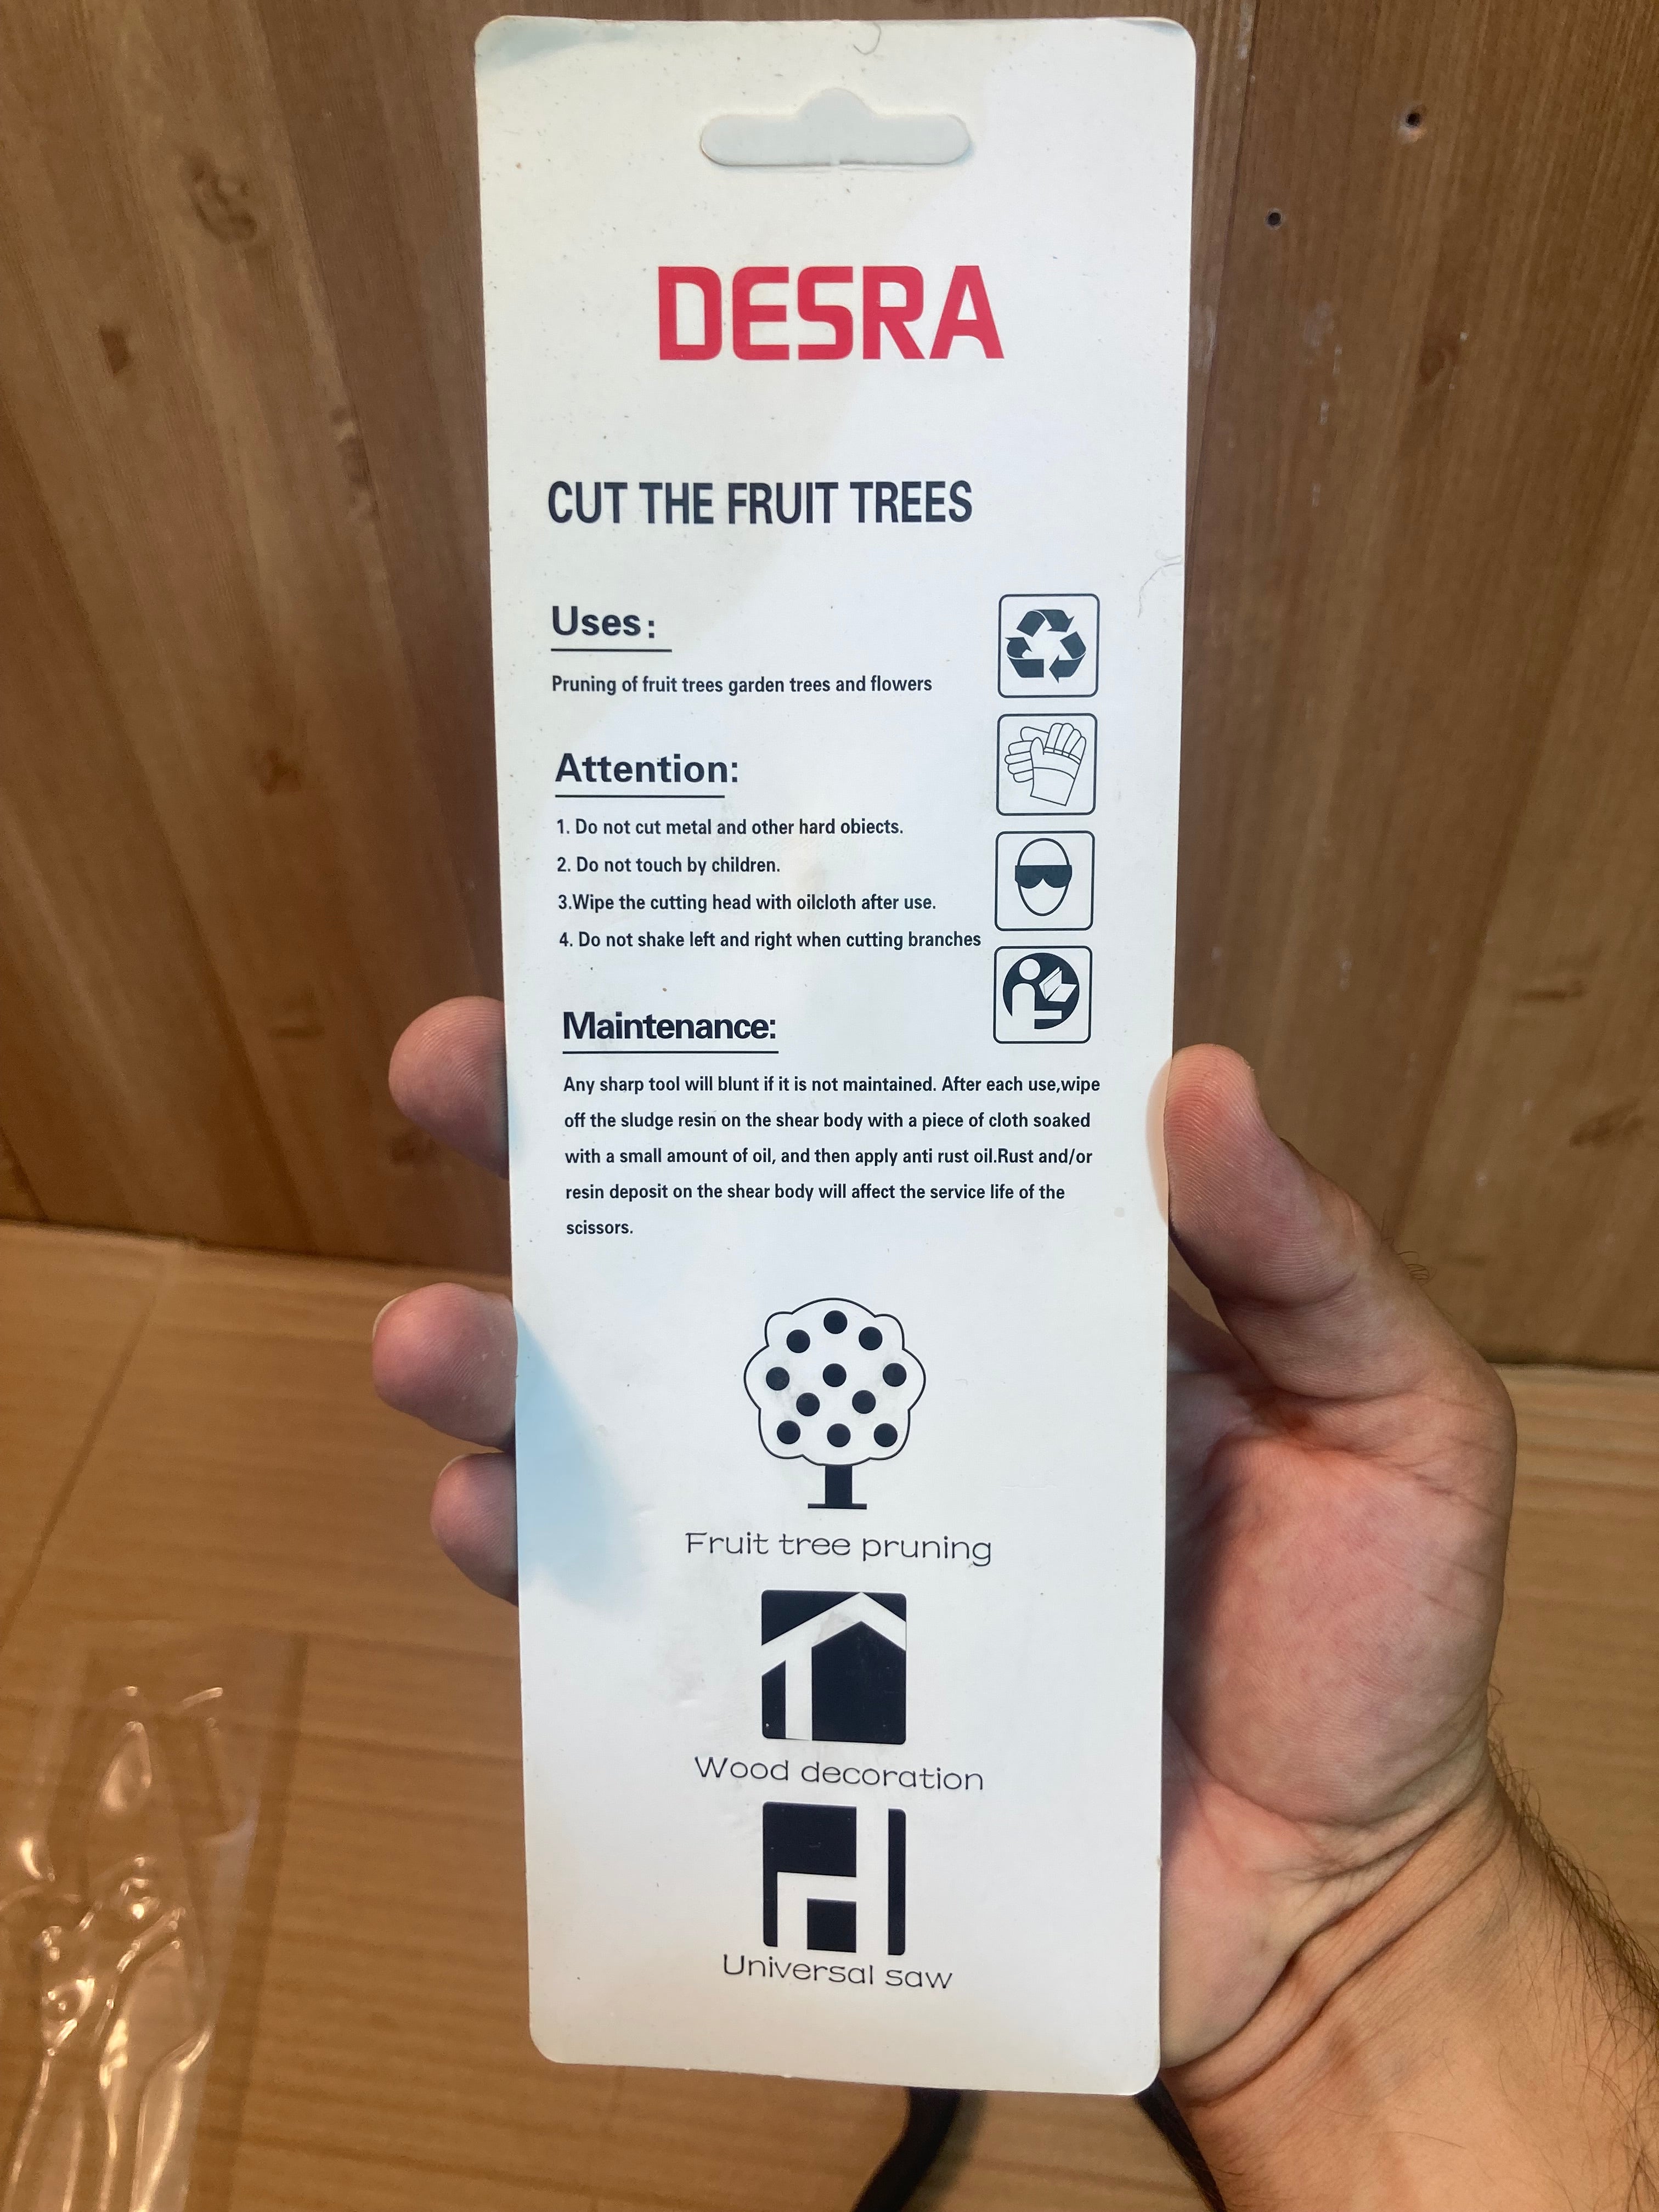 DESRA
CUT THE FRUIT TREES
Uses:
Pruning of fruit trees garden trees and flowers
Attention:
1. Do not cut metal and other hard obiects.
2. Do not touch by children.
3.Wipe the cutting head with oilcloth after use.
4. Do not shake left and right when cutting branches
Maintenance:
Any sharp tool will blunt if it is not maintained. After each use,wipe
off the sludge resin on the shear body with a piece of cloth soaked
with a small amount of oil, and then apply anti rust oil.Rust and/or
resin deposit on the shear body will affect the service life of the
scissors.
Fruit tree pruning
Wood decoration
Universal saw